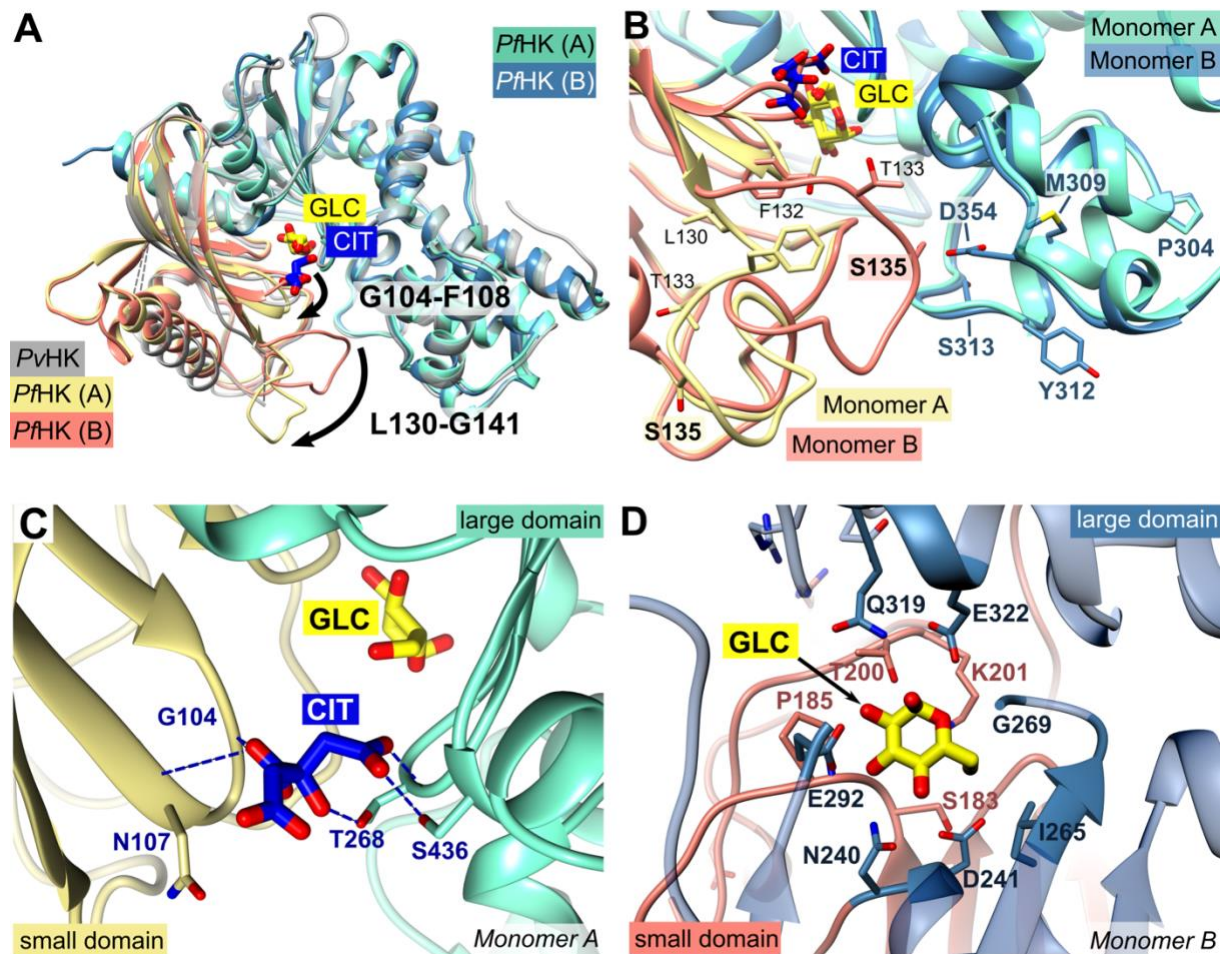 A
PfHK (A)
PfHK (B)
GLC
CIT
G104-F108
PvHK
PfHK (A)
PfHK (B)
L130-G141
B
Monomer A
Monomer B
CIT
GLC
T133
F132
M309
D354
P304
L130
S135
T133
S313
Y312
Monomer A
S135
Monomer B
C
large domain
GLC
CIT
G104
T268
N107
S436
small domain
Monomer A
D
large domain
Q319
E322
GLC
T200
K201
P185
G269
E292
S183
I265
N240
D241
small domain
Monomer B